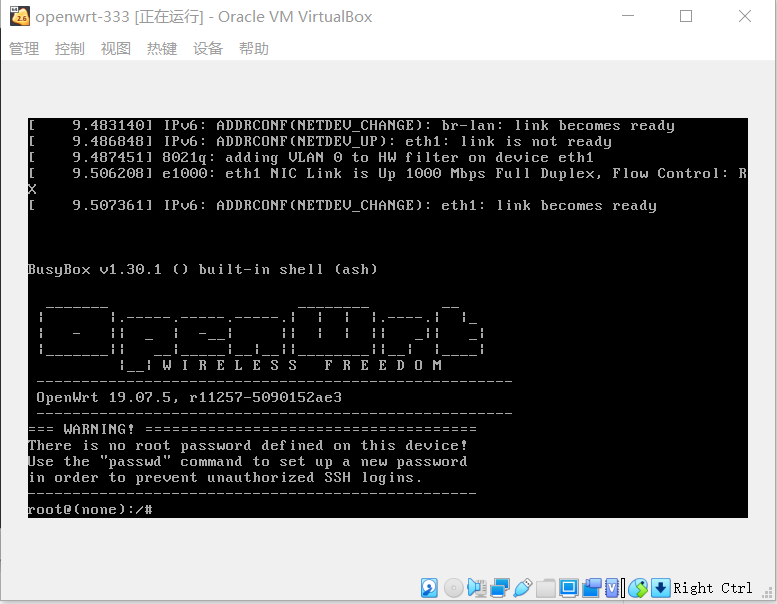 openwrt-333 [正在运行] - Oracle VM VirtualBox
管理 控制 视图 热键 设备 帮助
[    9.483140] IPv6: ADDRCONF(NETDEV_CHANGE): br-lan: link becomes ready
[    9.486848] IPv6: ADDRCONF(NETDEV_UP): eth1: link is not ready
[    9.487451] 8021q: adding VLAN 0 to HW filter on device eth1
[    9.506208] e1000: eth1 NIC Link is Up 1000 Mbps Full Duplex, Flow Control: R
X
[    9.507361] IPv6: ADDRCONF(NETDEV_CHANGE): eth1: link becomes ready
BusyBox v1.30.1 () built-in shell (ash)
OpenWrt
W I R E L E S S   F R E E D O M
-----------------------------------------------------
OpenWrt 19.07.5, r11257-5090152ae3
-----------------------------------------------------
=== WARNING! =====================================
There is no root password defined on this device!
Use the "passwd" command to set up a new password
in order to prevent unauthorized SSH logins.
--------------------------------------------------
root@(none):/#
Right Ctrl